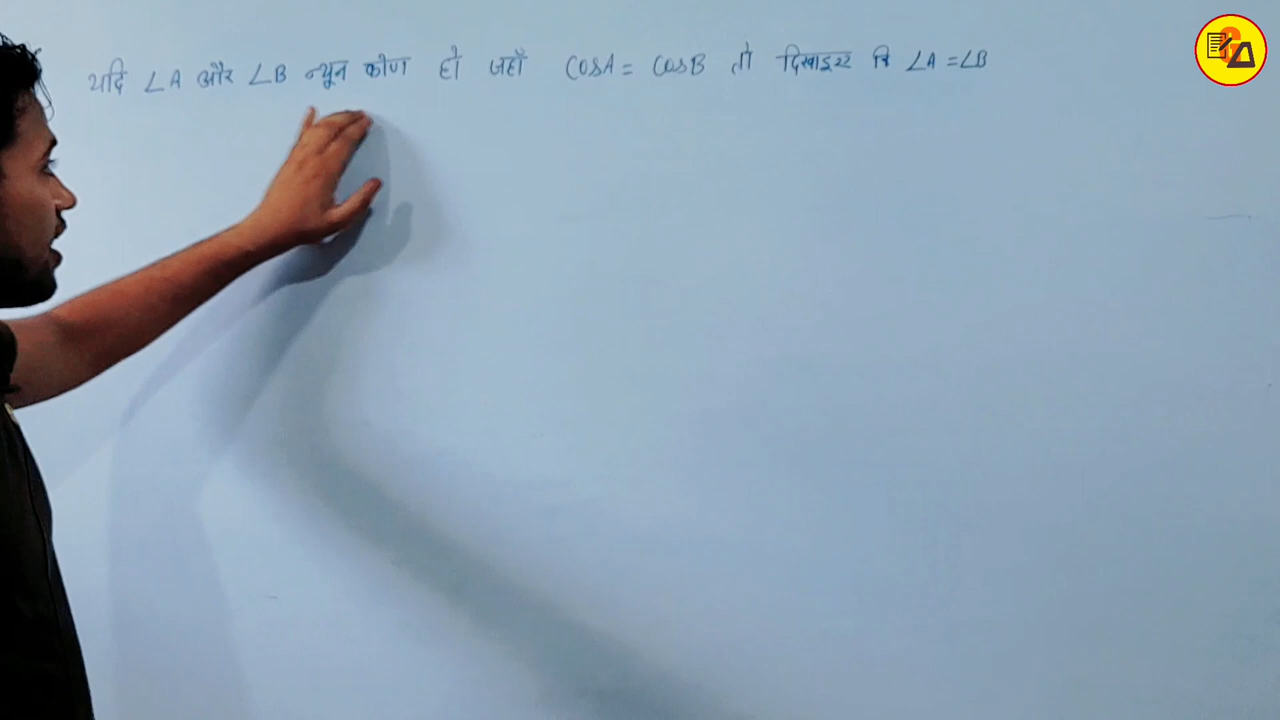 यदि ∠A और ∠B न्यून कोण हो जहाँ cosA = cosB तो दिखाइए कि ∠A = ∠B